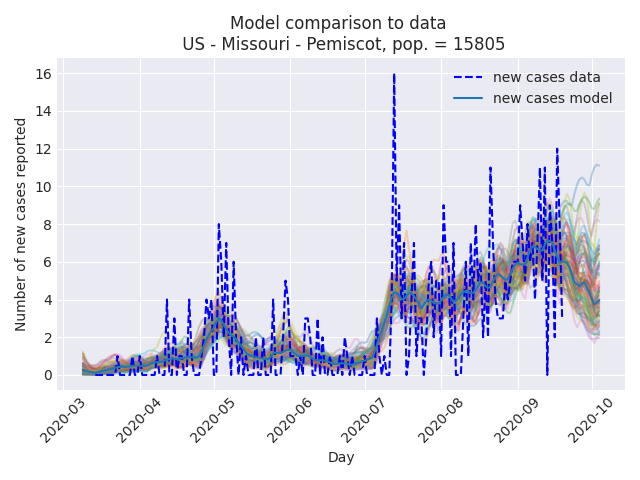 Model comparison to data
US - Missouri - Pemiscot, pop. = 15805
new cases data
new cases model
Number of new cases reported
16
14
12
10
8
6
4
2
0
2020-03
2020-04
2020-05
2020-06
2020-07
2020-08
2020-09
2020-10
Day